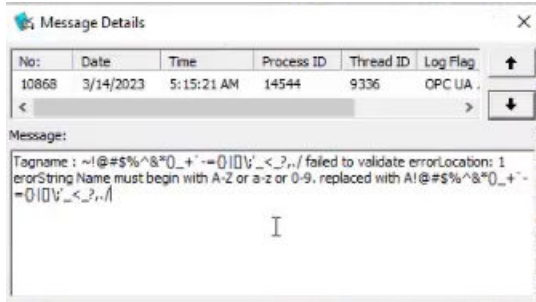 Message Details
No: Date Time Process ID Thread ID Log Flag
10868 3/14/2023 5:15:21 AM 14544 9336 OPC UA
Message:
Tagname : ~!@#$%^&*()_+`-={}|[]\;'_<_?,./ failed to validate errorLocation: 1
erorString Name must begin with A-Z or a-z or 0-9. replaced with A!@#$%^&*()_+`-
={}|[]\;'_<_?,./